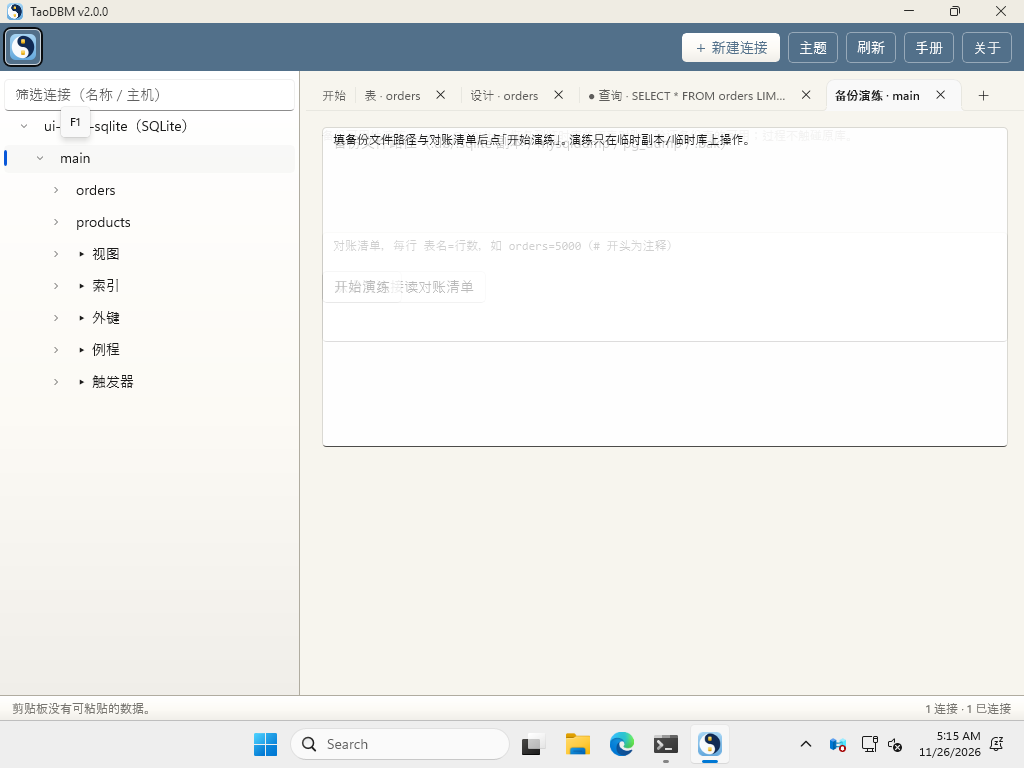 TaoDBM v2.0.0
+ 新建连接 主题 刷新 手册 关于
筛选连接（名称 / 主机）
F1
main
orders
products
视图
索引
外键
例程
触发器
开始 表 · orders 设计 · orders ● 查询 · SELECT * FROM orders LIM... 备份演练 · main
填备份文件路径与对账清单后点「开始演练」。演练只在临时副本/临时库上操作。
对账清单, 每行 表名=行数, 如 orders=5000 (# 开头为注释)
开始演练 读对账清单
剪贴板没有可粘贴的数据。
1 连接 · 1 已连接
Search
5:15 AM
11/26/2026